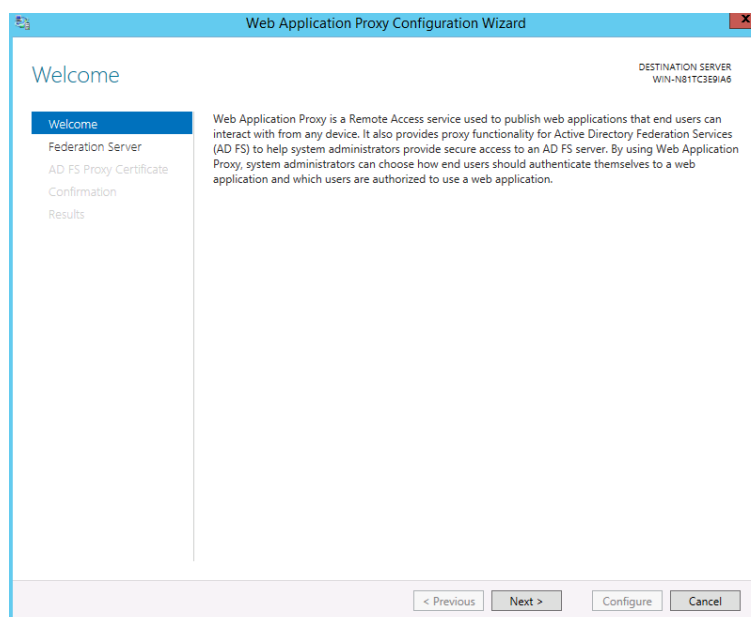 Web Application Proxy Configuration Wizard
x
Welcome
DESTINATION SERVER
WIN-N81TC3E9IA6
Welcome
Federation Server
AD FS Proxy Certificate
Confirmation
Results
Web Application Proxy is a Remote Access service used to publish web applications that end users can
interact with from any device. It also provides proxy functionality for Active Directory Federation Services
(AD FS) to help system administrators provide secure access to an AD FS server. By using Web Application
Proxy, system administrators can choose how end users should authenticate themselves to a web
application and which users are authorized to use a web application.
< Previous
Next >
Configure
Cancel